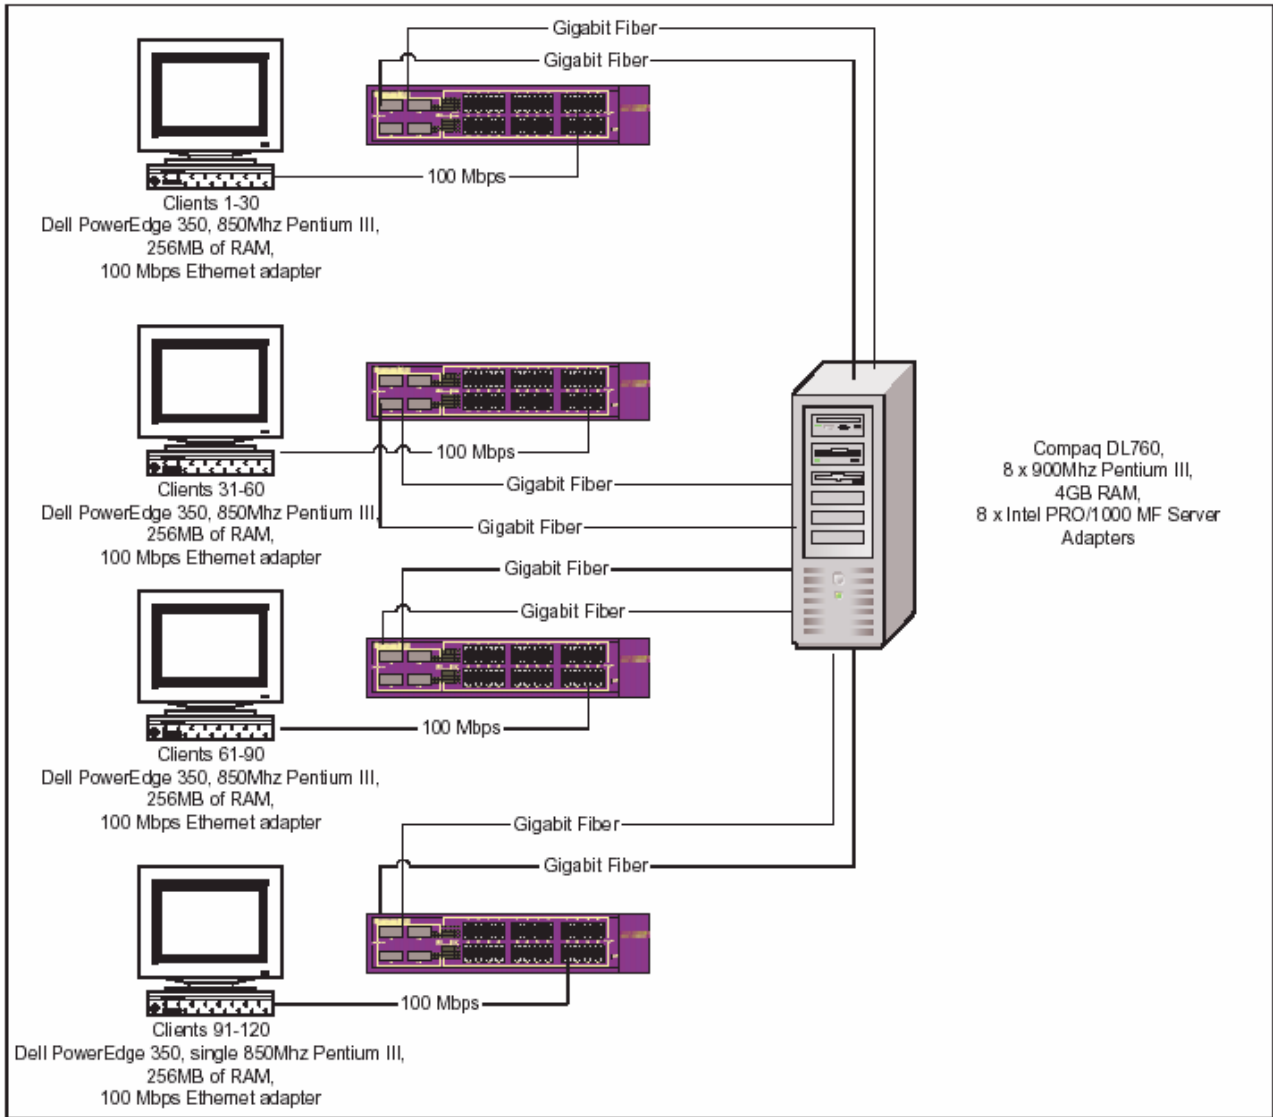 Gigabit Fiber
Gigabit Fiber
100 Mbps
Clients 1-30
Dell PowerEdge 350, 850Mhz Pentium III,
256MB of RAM,
100 Mbps Ethernet adapter
100 Mbps
Gigabit Fiber
Clients 31-60
Dell PowerEdge 350, 850Mhz Pentium III,
256MB of RAM,
100 Mbps Ethernet adapter
Gigabit Fiber
Compaq DL760,
8 x 900Mhz Pentium III,
4GB RAM,
8 x Intel PRO/1000 MF Server
Adapters
Gigabit Fiber
Gigabit Fiber
100 Mbps
Clients 61-90
Dell PowerEdge 350, 850Mhz Pentium III,
256MB of RAM,
100 Mbps Ethernet adapter
Gigabit Fiber
Gigabit Fiber
100 Mbps
Clients 91-120
Dell PowerEdge 350, single 850Mhz Pentium III,
256MB of RAM,
100 Mbps Ethernet adapter